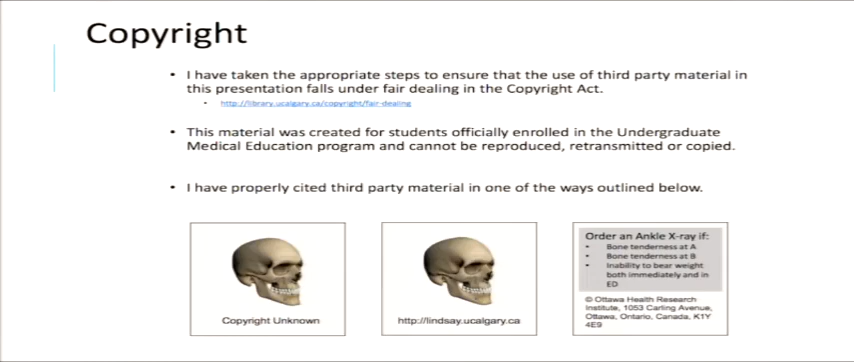 Copyright
• I have taken the appropriate steps to ensure that the use of third party material in
this presentation falls under fair dealing in the Copyright Act.
• http://library.ucalgary.ca/copyright/fair-dealing
• This material was created for students officially enrolled in the Undergraduate
Medical Education program and cannot be reproduced, retransmitted or copied.
• I have properly cited third party material in one of the ways outlined below.
Copyright Unknown
http://lindsay.ucalgary.ca
Order an Ankle X-ray if:
• Bone tenderness at A
• Bone tenderness at B
• Inability to bear weight
both immediately and in
ED
© Ottawa Health Research
Institute, 1053 Carling Avenue,
Ottawa, Ontario, Canada, K1Y
4E9